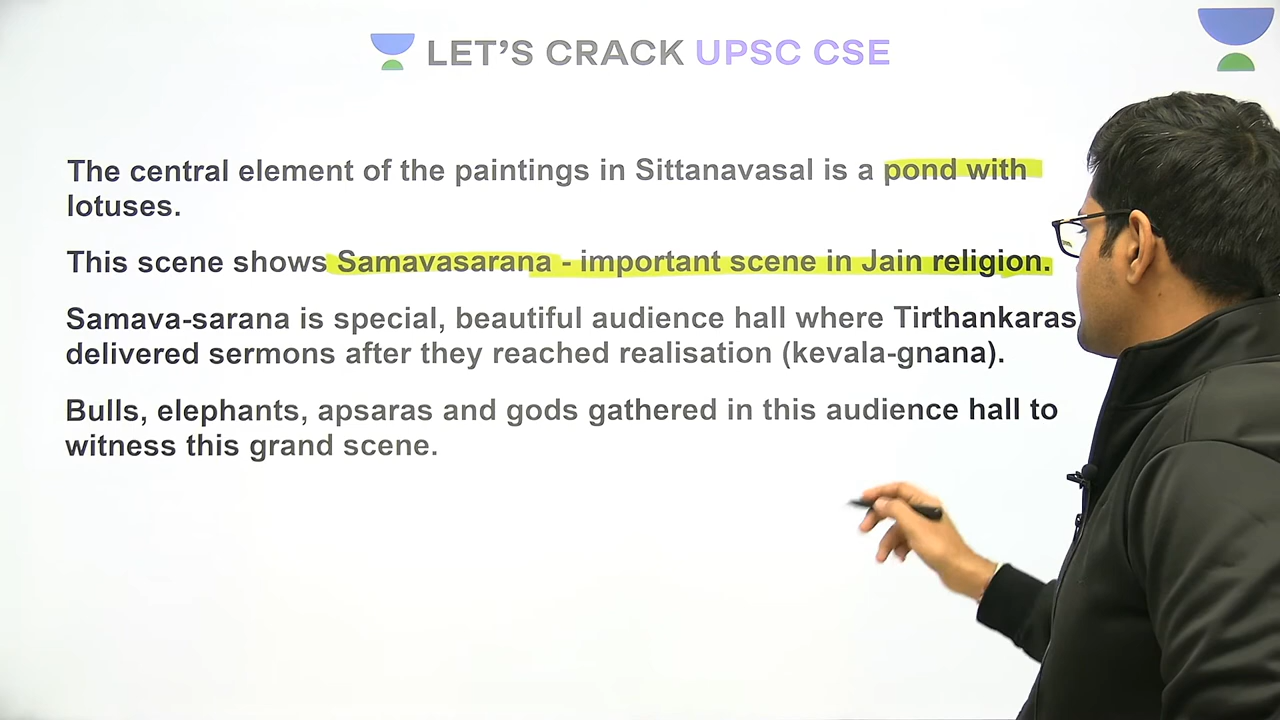 LET'S CRACK UPSC CSE
The central element of the paintings in Sittanavasal is a pond with
lotuses.
This scene shows Samavasarana - important scene in Jain religion.
Samava-sarana is special, beautiful audience hall where Tirthankaras
delivered sermons after they reached realisation (kevala-gnana).
Bulls, elephants, apsaras and gods gathered in this audience hall to
witness this grand scene.